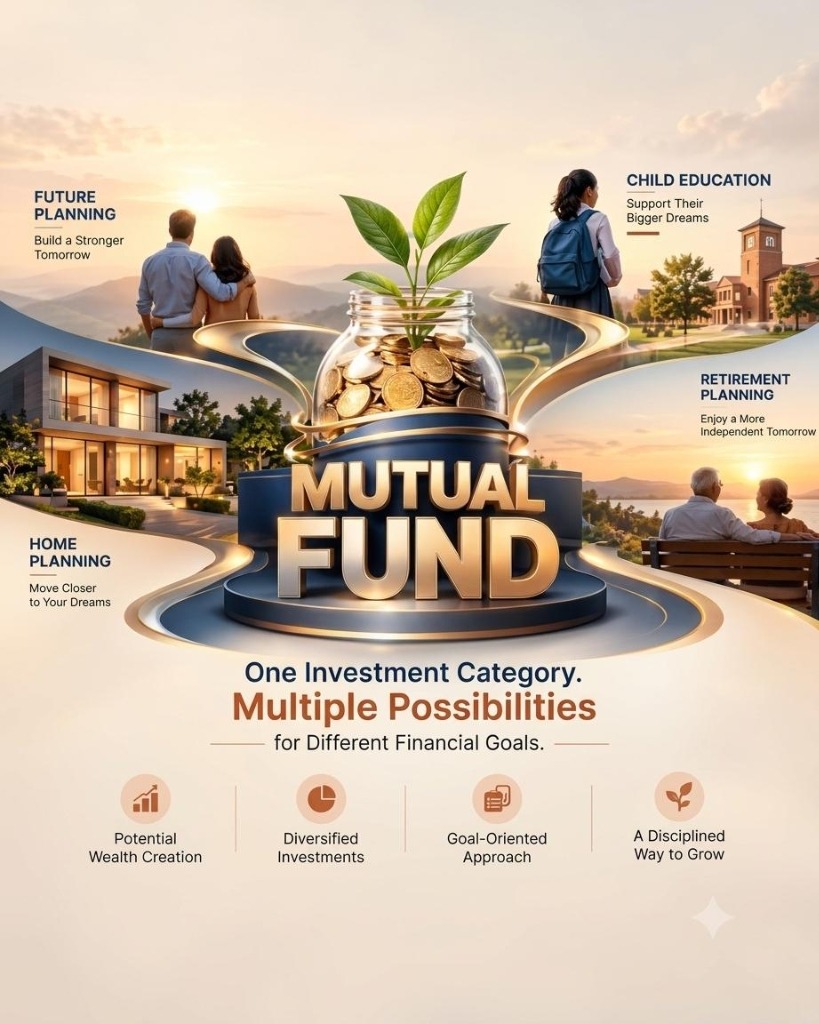 FUTURE
PLANNING
Build a Stronger
Tomorrow
CHILD EDUCATION
Support Their
Bigger Dreams
RETIREMENT
PLANNING
Enjoy a More
Independent Tomorrow
MUTUAL
FUND
HOME
PLANNING
Move Closer
to Your Dreams
One Investment Category.
Multiple Possibilities
for Different Financial Goals.
Potential
Wealth Creation
Diversified
Investments
Goal-Oriented
Approach
A Disciplined
Way to Grow